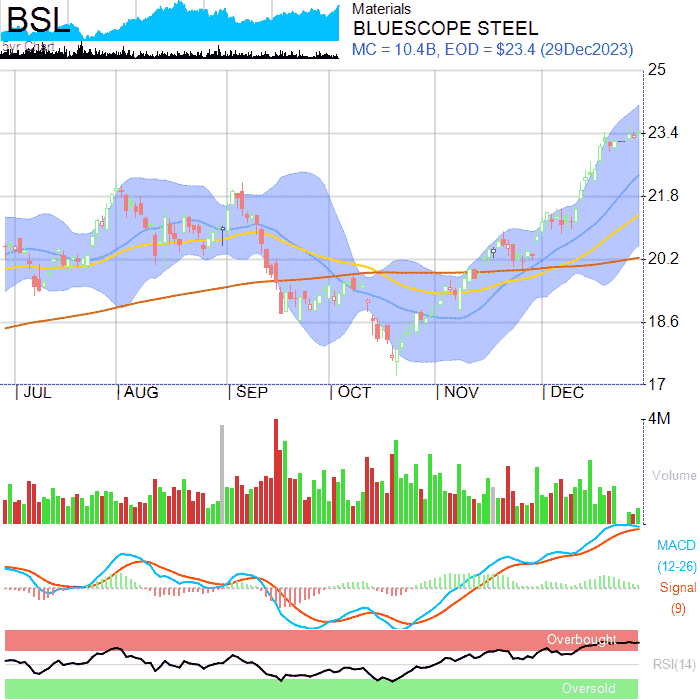 BSL
5yr Chart
Materials
BLUESCOPE STEEL
MC = 10.4B, EOD = $23.4 (29Dec2023)
25
23.4
21.8
20.2
18.6
17
JUL AUG SEP OCT NOV DEC
4M
Volume
MACD
(12-26)
Signal
(9)
Overbought
RSI(14)
Oversold